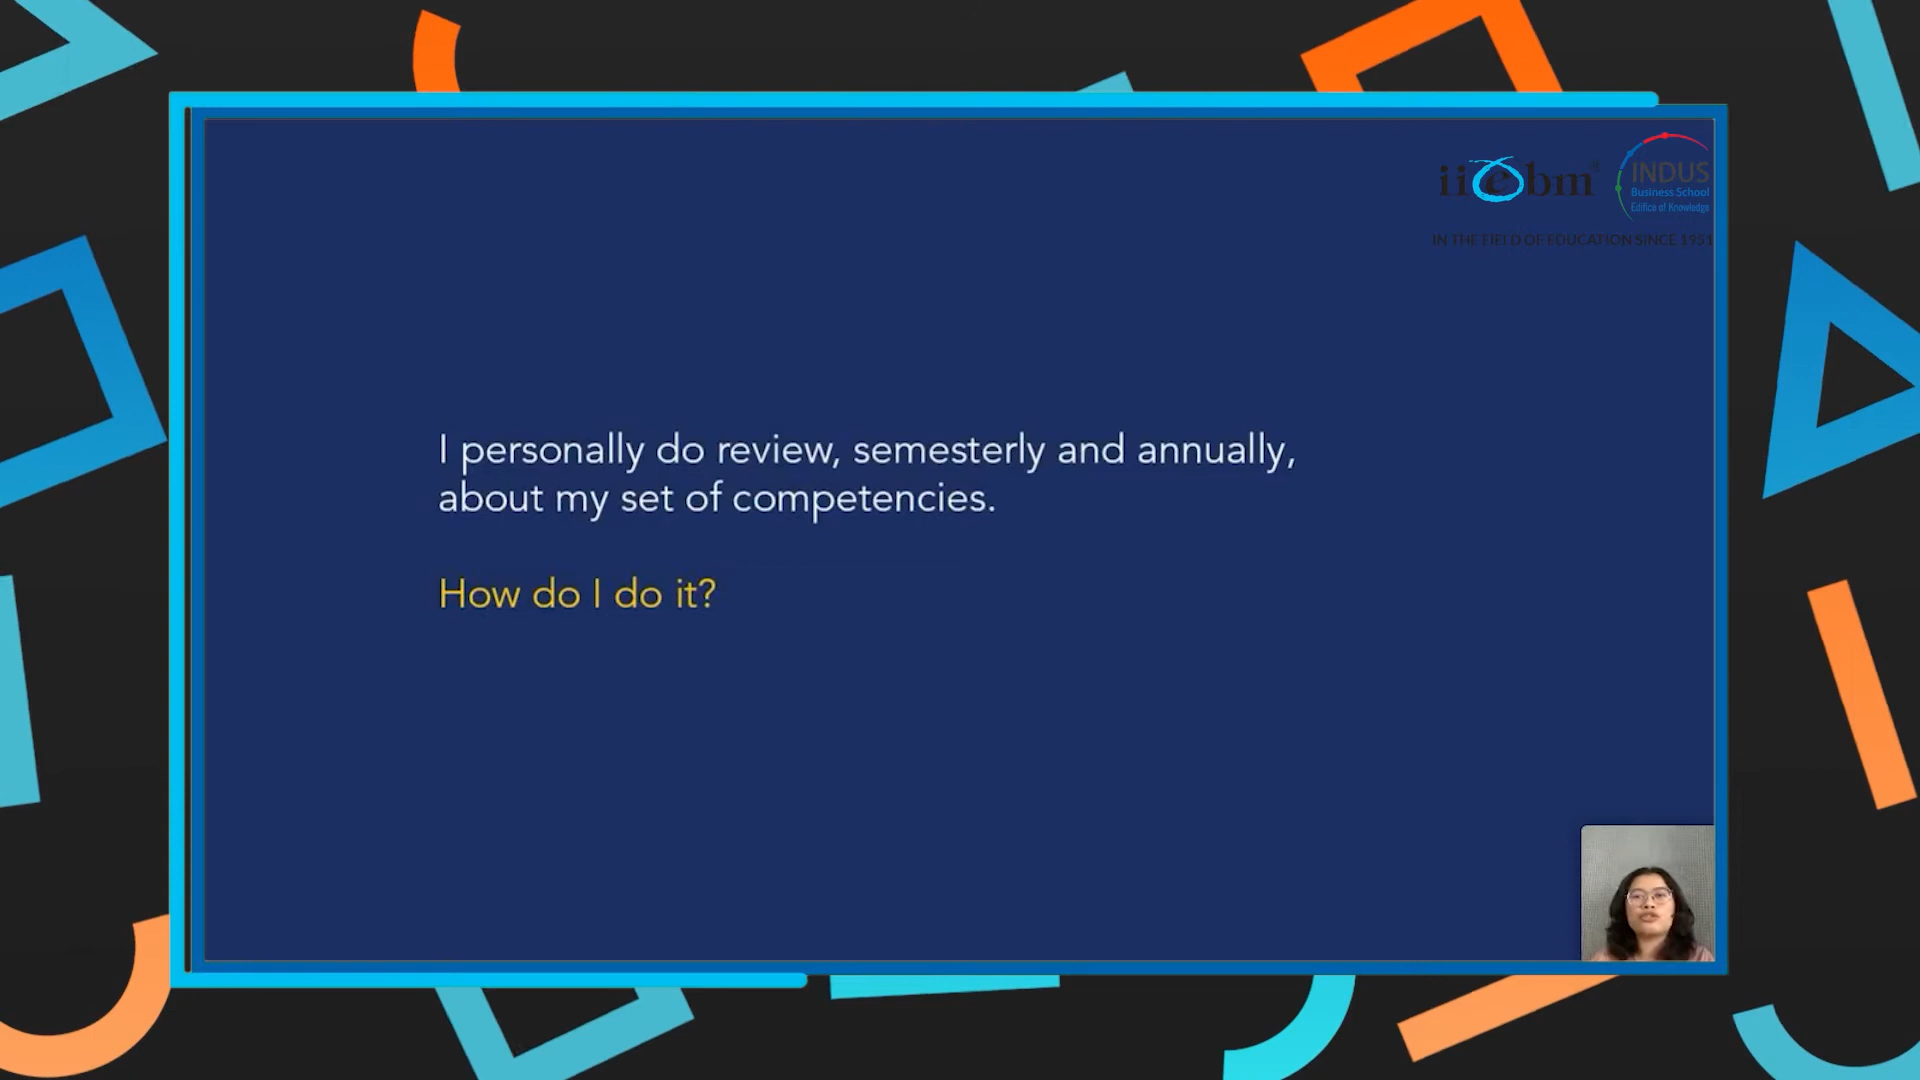 iiebm
INDUS
Business School
Edifice of Knowledge
IN THE FIELD OF EDUCATION SINCE 1951
I personally do review, semesterly and annually,
about my set of competencies.
How do I do it?